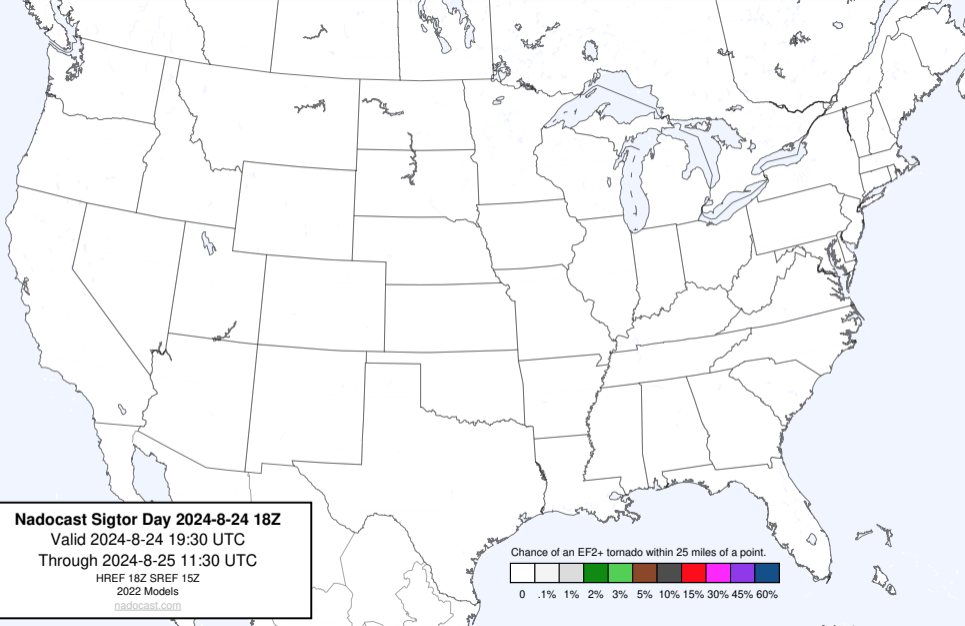 Nadocast Sigtor Day 2024-8-24 18Z
Valid 2024-8-24 19:30 UTC
Through 2024-8-25 11:30 UTC
HREF 18Z SREF 15Z
2022 Models
nadocast.com
Chance of an EF2+ tornado within 25 miles of a point.
0 .1% 1% 2% 3% 5% 10% 15% 30% 45% 60%